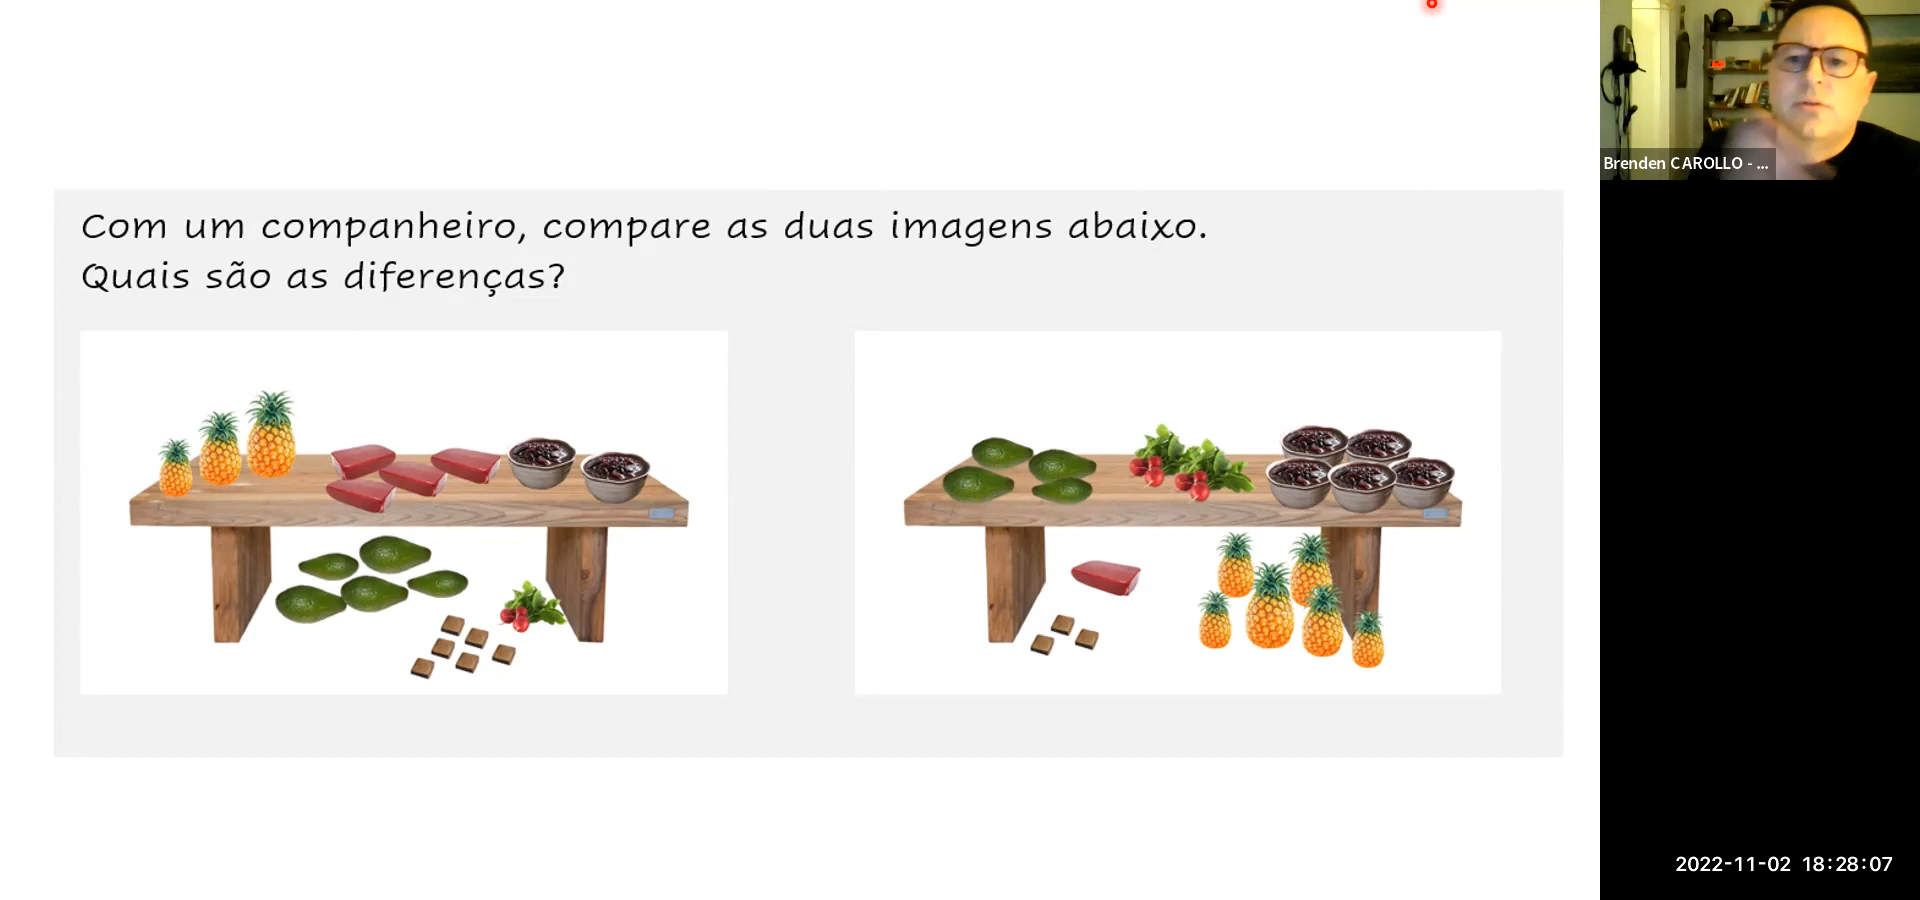 Com um companheiro, compare as duas imagens abaixo.
Quais são as diferenças?
Brenden CAROLLO - ...
2022-11-02 18:28:07